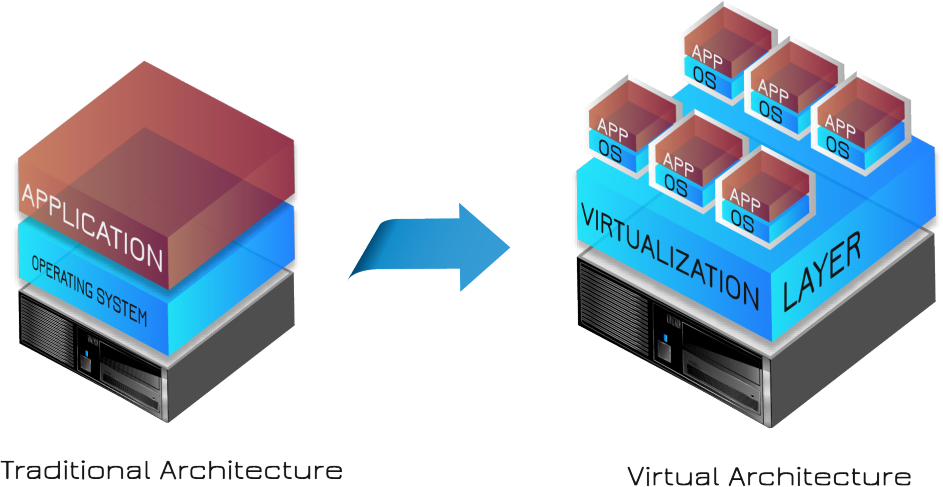 APPLICATION
OPERATING SYSTEM
Traditional Architecture
APP
OS
APP
OS
APP
OS
APP
OS
APP
OS
APP
OS
VIRTUALIZATION
LAYER
Virtual Architecture